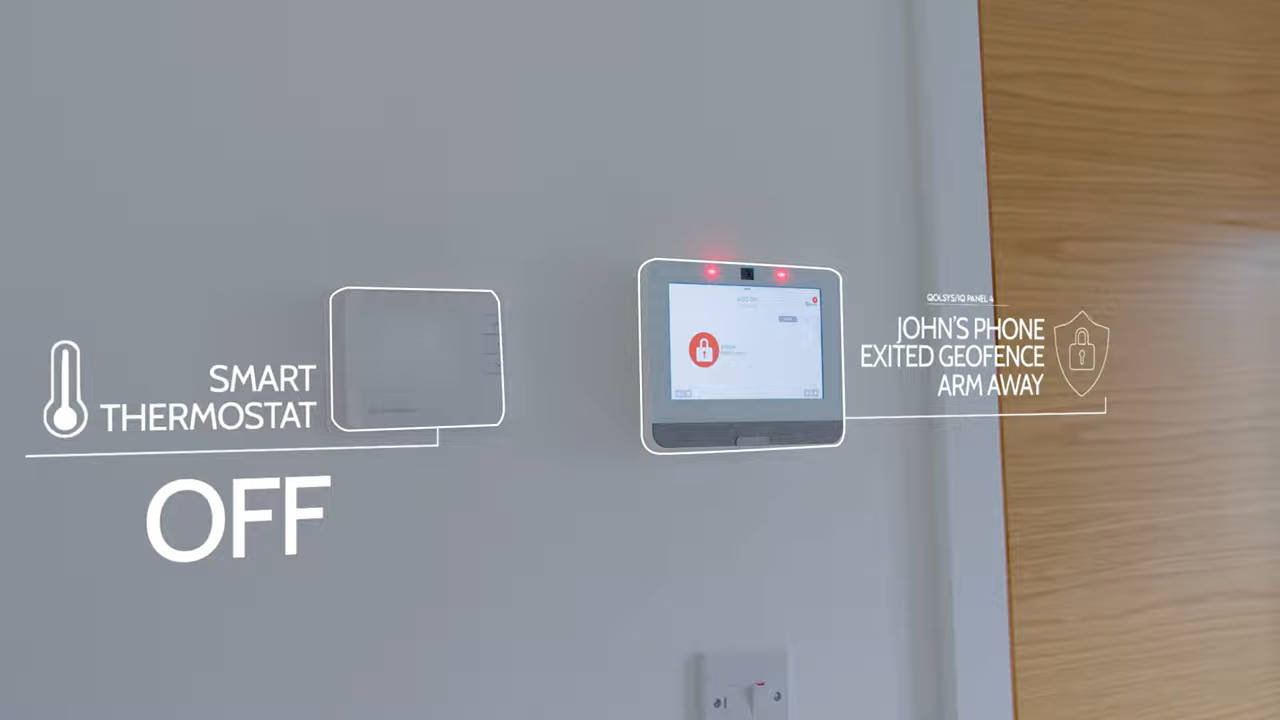 SMART
THERMOSTAT
OFF
QOLSYS/IQ PANEL 4
JOHN'S PHONE
EXITED GEOFENCE
ARM AWAY